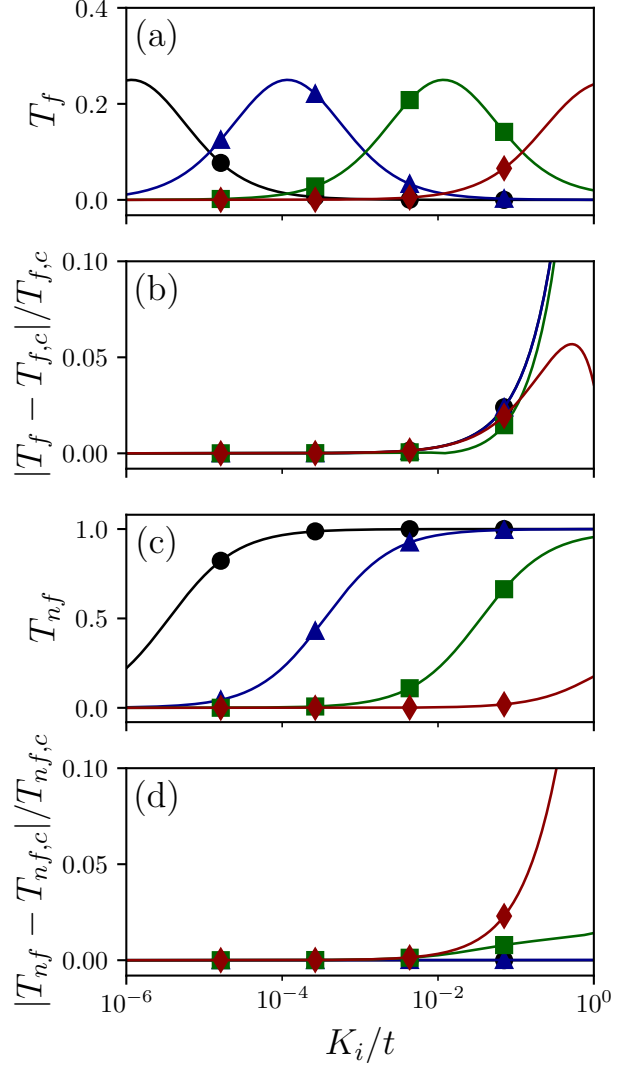 (a)
T_f
0.4
0.2
0.0
(b)
|T_f − T_{f,c}|/T_{f,c}
0.10
0.05
0.00
(c)
T_{nf}
1.0
0.5
0.0
(d)
|T_{nf} − T_{nf,c}|/T_{nf,c}
0.10
0.05
0.00
10^{-6} 10^{-4} 10^{-2} 10^{0}
K_i/t